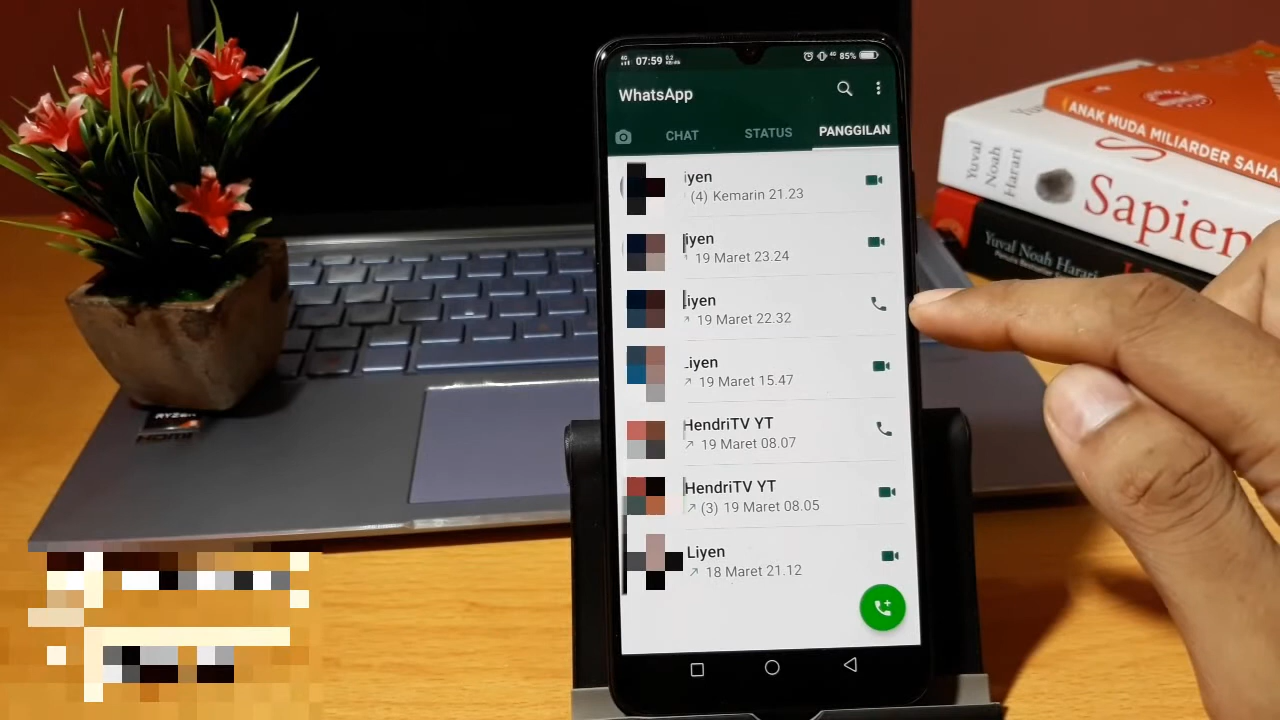 07:59
85%
WhatsApp
CHAT STATUS PANGGILAN
iyen
(4) Kemarin 21.23
iyen
19 Maret 23.24
Liyen
19 Maret 22.32
Liyen
19 Maret 15.47
HendriTV YT
19 Maret 08.07
HendriTV YT
(3) 19 Maret 08.05
Liyen
18 Maret 21.12
ANAK MUDA MILIARDER SAHA
Yuval
Noah
Harari
Sapien
Yuval Noah Harari
RYZEN
HDMI